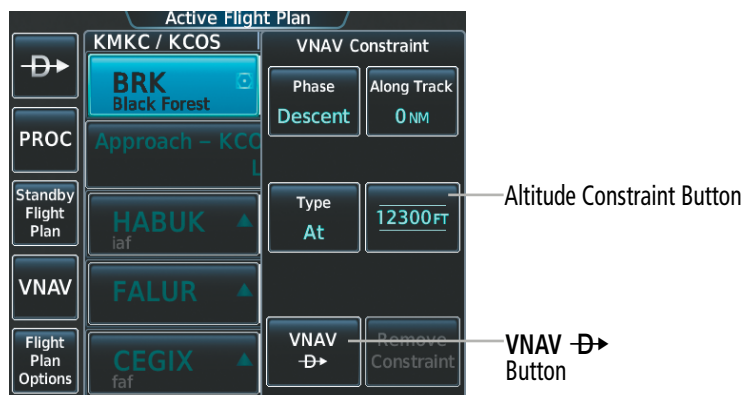 Active Flight Plan
KMKC / KCOS
VNAV Constraint
BRK
Black Forest
Phase
Descent
Along Track
0 NM
PROC
Approach – KCO
L
Standby
Flight
Plan
HABUK
iaf
Type
At
12300 FT
Altitude Constraint Button
VNAV
FALUR
Flight
Plan
Options
CEGIX
faf
VNAV
Remove
Constraint
VNAV
Button